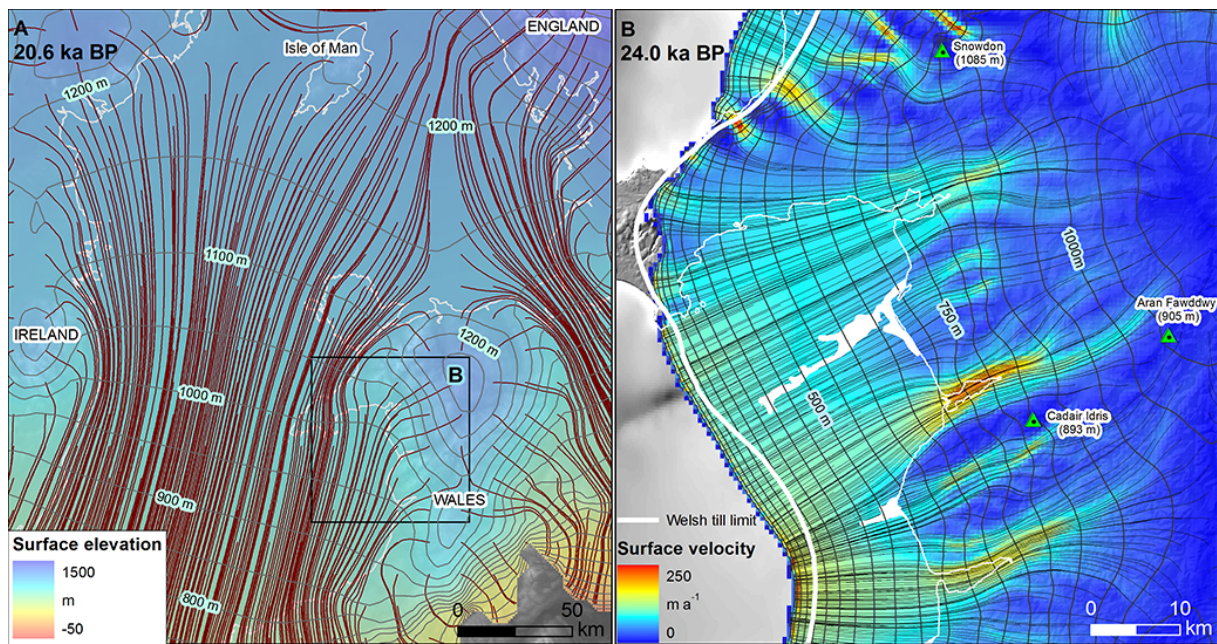 A
20.6 ka BP
Isle of Man
ENGLAND
1200 m
1200 m
1100 m
IRELAND
1200 m
B
1000 m
900 m
WALES
800 m
Surface elevation
1500
m
-50
0 50
km
B
24.0 ka BP
Snowdon
(1085 m)
1000m
750 m
Aran Fawddwy
(905 m)
500 m
Cadair Idris
(893 m)
Welsh till limit
Surface velocity
250
m a⁻¹
0
0 10
km